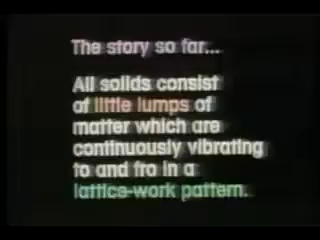 The story so far...
All solids consist
of little lumps of
matter which are
continuously vibrating
to and fro in a
lattice-work pattern.